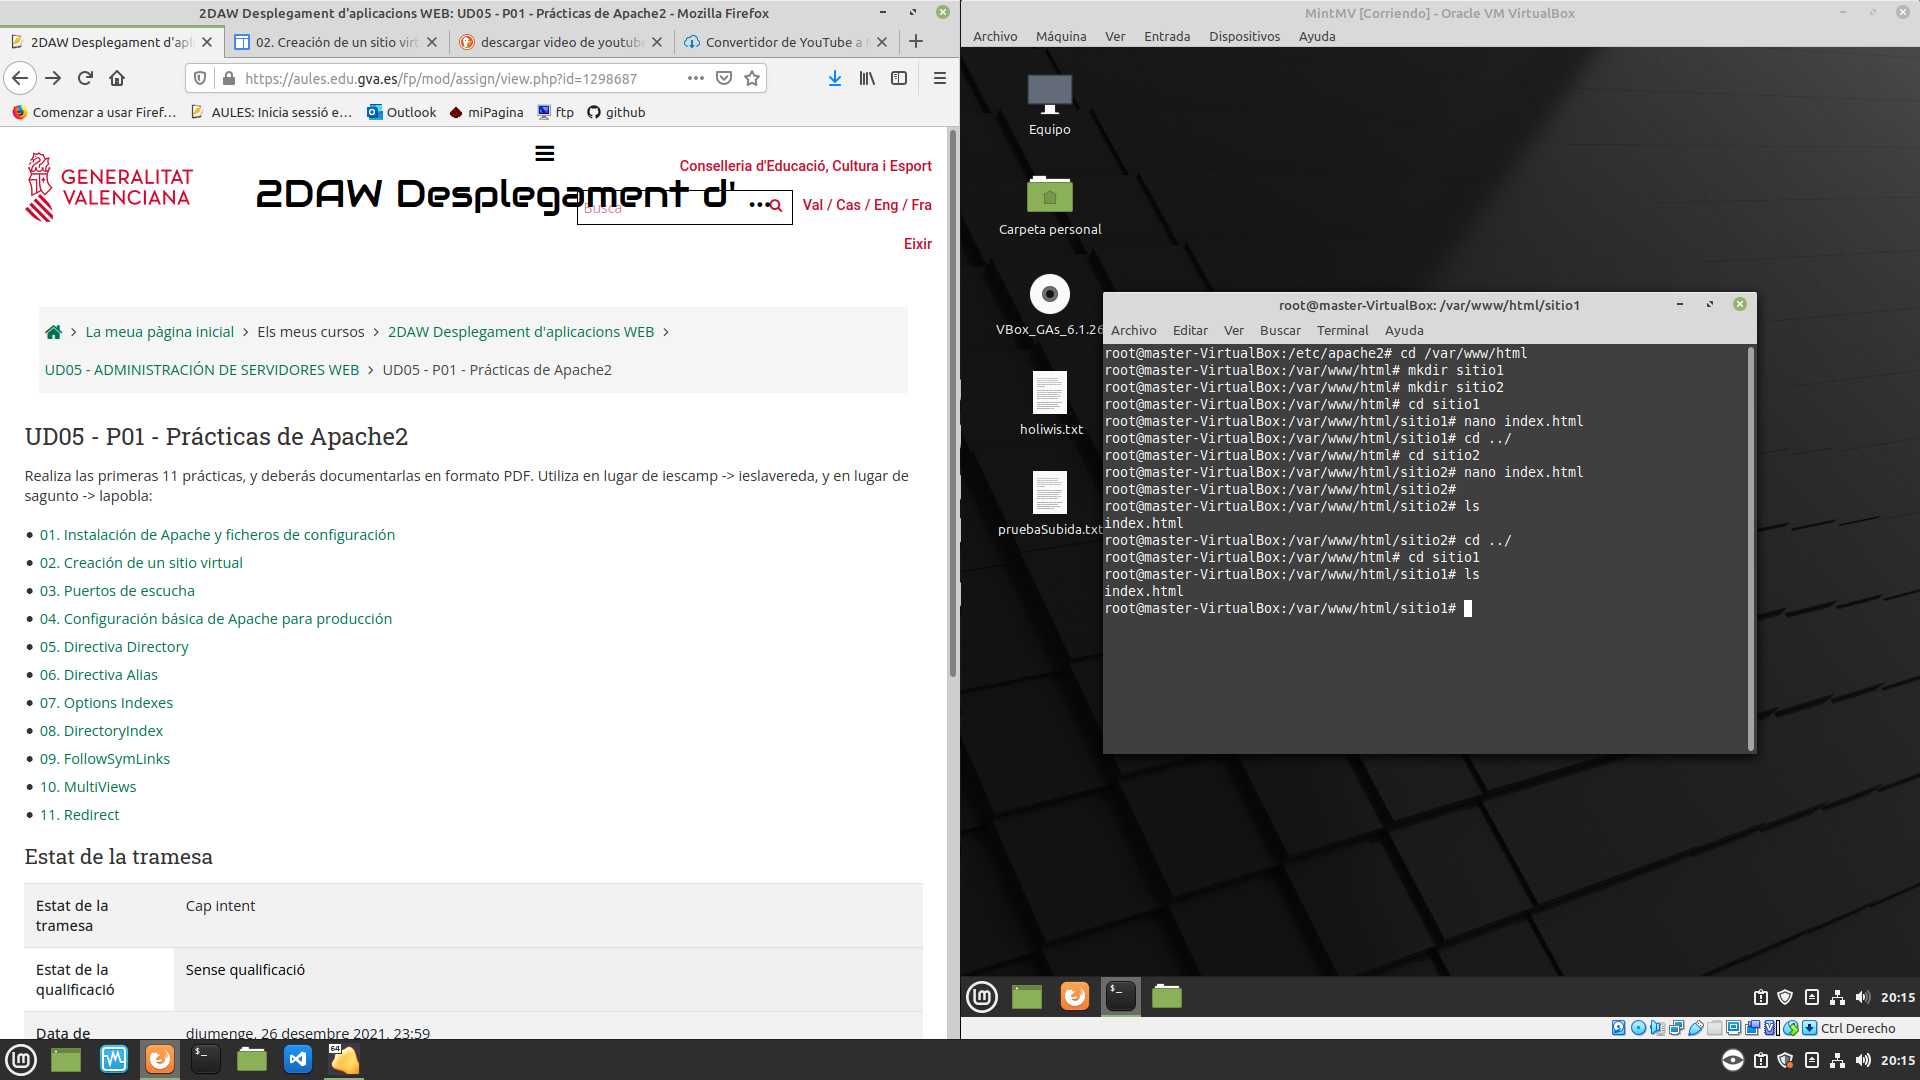 2DAW Desplegament d'aplicacions WEB: UD05 - P01 - Prácticas de Apache2 - Mozilla Firefox
2DAW Desplegament d'apli
02. Creación de un sitio virt
descargar video de youtube
Convertidor de YouTube a
https://aules.edu.gva.es/fp/mod/assign/view.php?id=1298687
Comenzar a usar Firef…
AULES: Inicia sessió e…
Outlook
miPagina
ftp
github
GENERALITAT
VALENCIANA
2DAW Desplegament d' ...
Conselleria d'Educació, Cultura i Esport
Busca
Val / Cas / Eng / Fra
Eixir
La meua pàgina inicial > Els meus cursos > 2DAW Desplegament d'aplicacions WEB >
UD05 - ADMINISTRACIÓN DE SERVIDORES WEB > UD05 - P01 - Prácticas de Apache2
UD05 - P01 - Prácticas de Apache2
Realiza las primeras 11 prácticas, y deberás documentarlas en formato PDF. Utiliza en lugar de iescamp -> ieslavereda, y en lugar de
sagunto -> lapobla:
01. Instalación de Apache y ficheros de configuración
02. Creación de un sitio virtual
03. Puertos de escucha
04. Configuración básica de Apache para producción
05. Directiva Directory
06. Directiva Alias
07. Options Indexes
08. DirectoryIndex
09. FollowSymLinks
10. MultiViews
11. Redirect
Estat de la tramesa
Estat de la
tramesa
Cap intent
Estat de la
qualificació
Sense qualificació
Data de
diumenge, 26 desembre 2021, 23:59
64
20:15
MintMV [Corriendo] - Oracle VM VirtualBox
Archivo Máquina Ver Entrada Dispositivos Ayuda
Equipo
Carpeta personal
VBox_GAs_6.1.26
holiwis.txt
pruebaSubida.txt
root@master-VirtualBox: /var/www/html/sitio1
Archivo Editar Ver Buscar Terminal Ayuda
root@master-VirtualBox:/etc/apache2# cd /var/www/html
root@master-VirtualBox:/var/www/html# mkdir sitio1
root@master-VirtualBox:/var/www/html# mkdir sitio2
root@master-VirtualBox:/var/www/html# cd sitio1
root@master-VirtualBox:/var/www/html/sitio1# nano index.html
root@master-VirtualBox:/var/www/html/sitio1# cd ../
root@master-VirtualBox:/var/www/html# cd sitio2
root@master-VirtualBox:/var/www/html/sitio2# nano index.html
root@master-VirtualBox:/var/www/html/sitio2#
root@master-VirtualBox:/var/www/html/sitio2# ls
index.html
root@master-VirtualBox:/var/www/html/sitio2# cd ../
root@master-VirtualBox:/var/www/html# cd sitio1
root@master-VirtualBox:/var/www/html/sitio1# ls
index.html
root@master-VirtualBox:/var/www/html/sitio1#
20:15
Ctrl Derecho